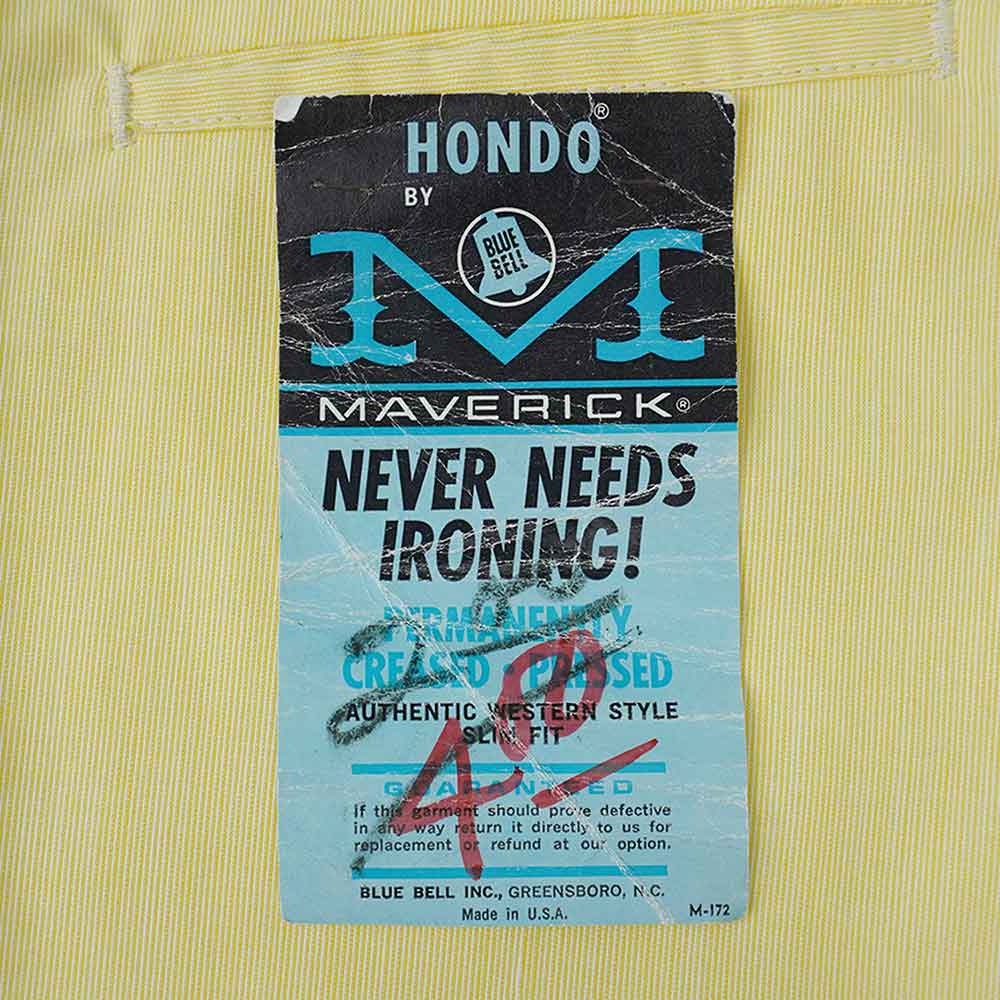 HONDO®
BY
BLUE
BELL
M
MAVERICK®
NEVER NEEDS
IRONING!
PERMANENTLY
CREASED · PRESSED
AUTHENTIC WESTERN STYLE
SLIM FIT
GUARANTEED
If this garment should prove defective
in any way return it directly to us for
replacement or refund at our option.
BLUE BELL INC., GREENSBORO, N.C.
Made in U.S.A.
M-172